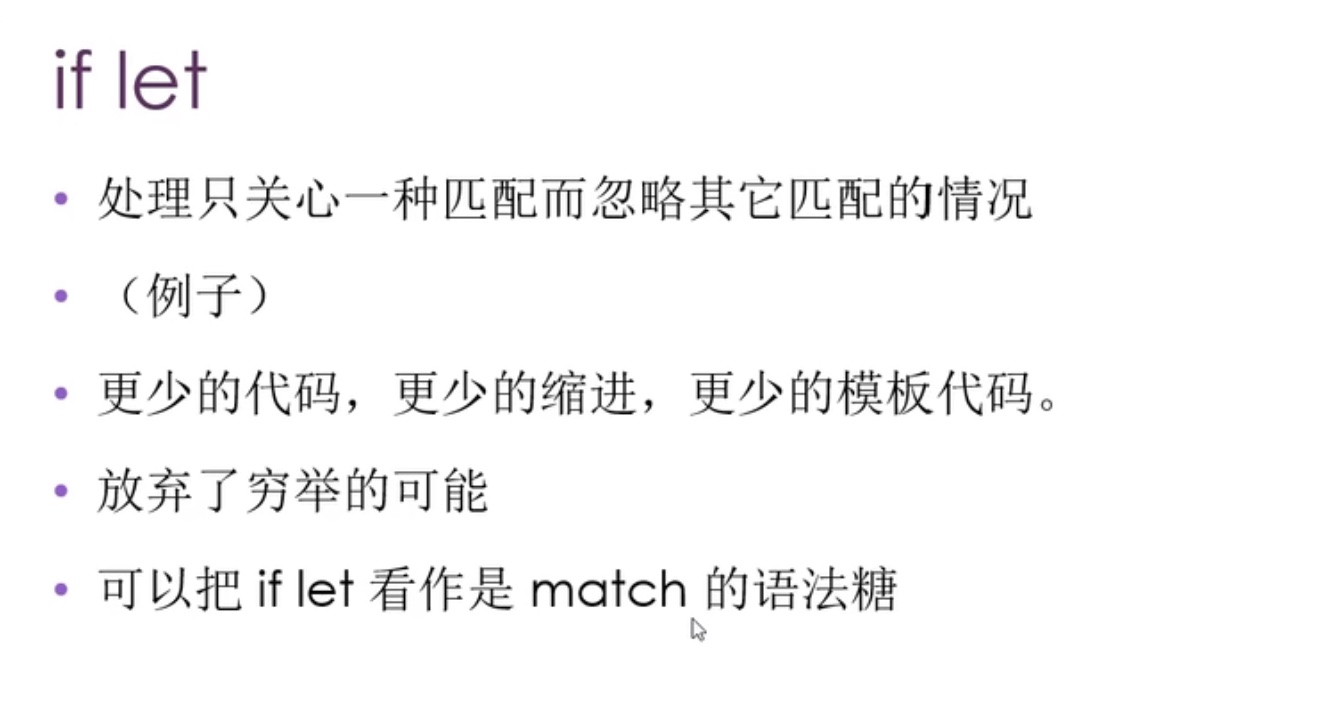 if let
• 处理只关心一种匹配而忽略其它匹配的情况
• （例子）
• 更少的代码，更少的缩进，更少的模板代码。
• 放弃了穷举的可能
• 可以把 if let 看作是 match 的语法糖